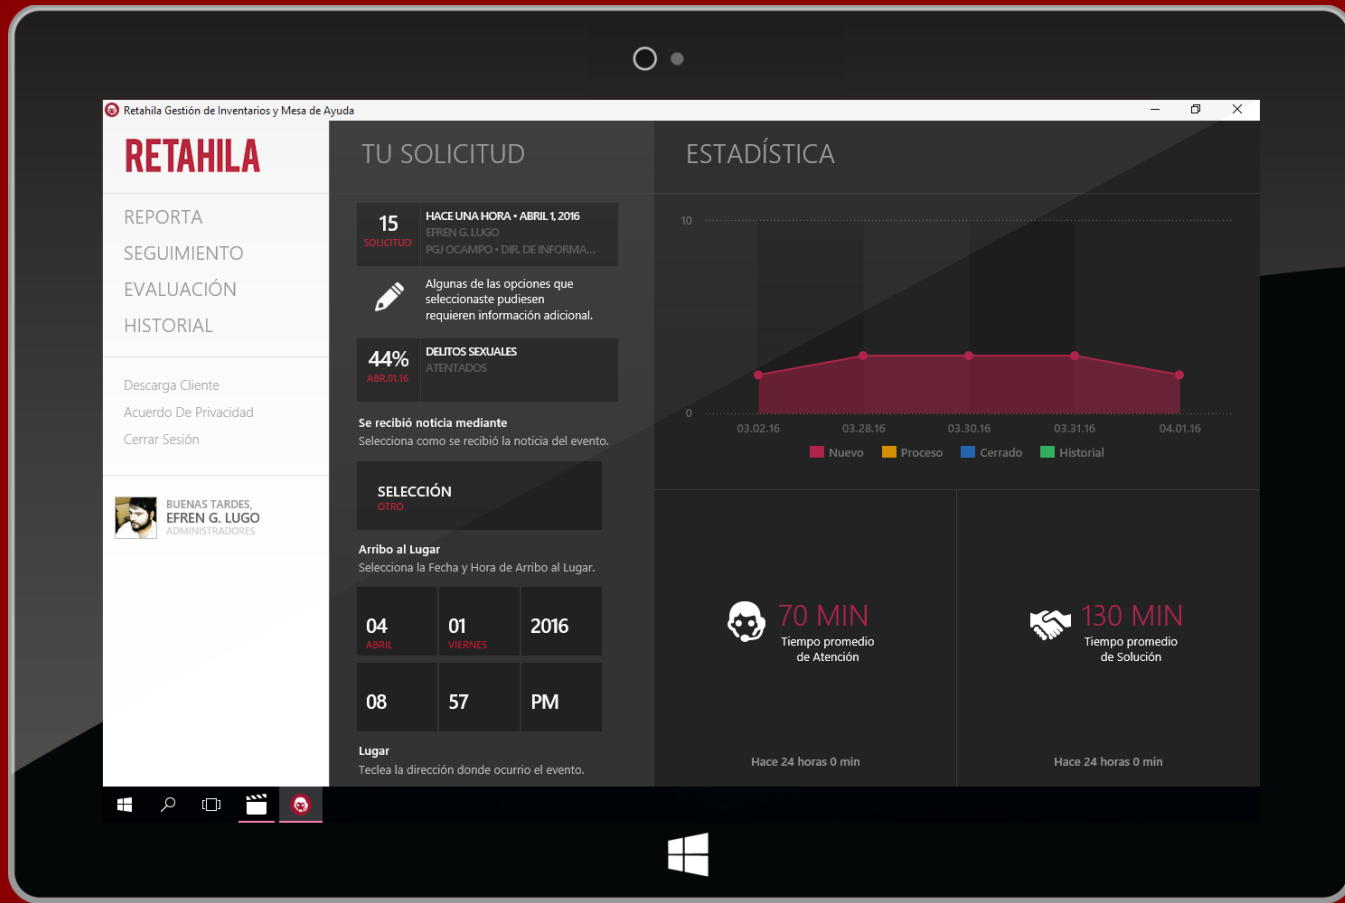 Retahila Gestión de Inventarios y Mesa de Ayuda
RETAHILA
REPORTA
SEGUIMIENTO
EVALUACIÓN
HISTORIAL
Descarga Cliente
Acuerdo De Privacidad
Cerrar Sesión
BUENAS TARDES,
EFREN G. LUGO
ADMINISTRADORES
TU SOLICITUD
15
SOLICITUD
HACE UNA HORA • ABRIL 1, 2016
EFREN G. LUGO
PGJ OCAMPO • DIR. DE INFORMA...
Algunas de las opciones que
seleccionaste pudiesen
requieren información adicional.
44%
ABR.01.16
DELITOS SEXUALES
ATENTADOS
Se recibió noticia mediante
Selecciona como se recibió la noticia del evento.
SELECCIÓN
OTRO
Arribo al Lugar
Selecciona la Fecha y Hora de Arribo al Lugar.
04
ABRIL
01
VIERNES
2016
08
57
PM
Lugar
Teclea la dirección donde ocurrio el evento.
ESTADÍSTICA
10
0
03.02.16
03.28.16
03.30.16
03.31.16
04.01.16
Nuevo
Proceso
Cerrado
Historial
70 MIN
Tiempo promedio
de Atención
Hace 24 horas 0 min
130 MIN
Tiempo promedio
de Solución
Hace 24 horas 0 min